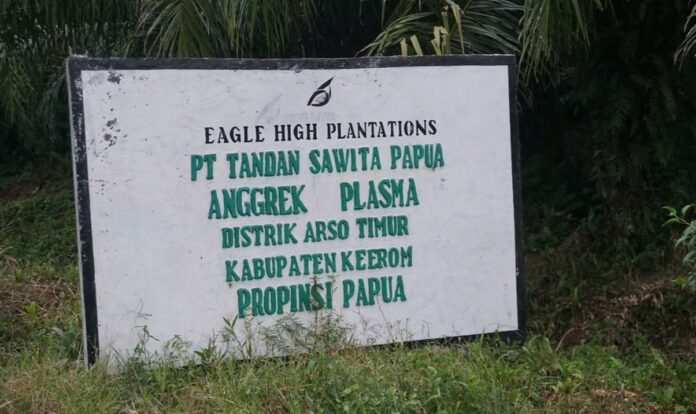 EAGLE HIGH PLANTATIONS
PT TANDAN SAWITA PAPUA
ANGGREK PLASMA
DISTRIK ARSO TIMUR
KABUPATEN KEEROM
PROPINSI PAPUA